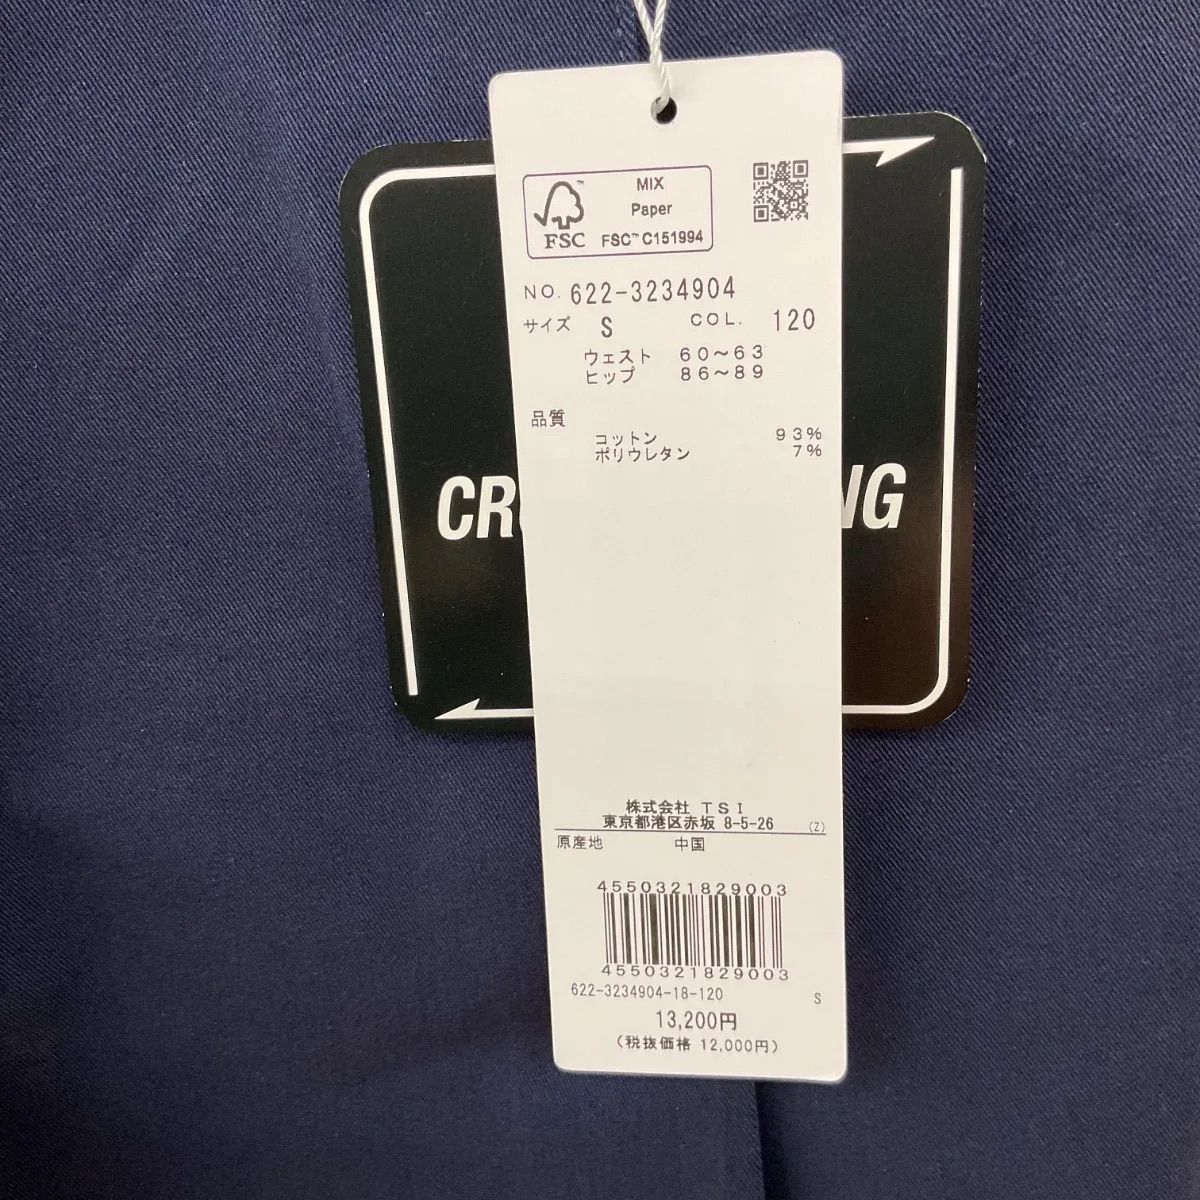 MIX
Paper
FSC
FSC™ C151994
NO. 622-3234904
サイズ S COL. 120
ウェスト 60～63
ヒップ 86～89
品質
コットン 93%
ポリウレタン 7%
CR
NG
株式会社 TSI
東京都港区赤坂 8-5-26 (Z)
原産地 中国
4550321829003
4550321829003
622-3234904-18-120 S
13,200円
(税抜価格 12,000円)